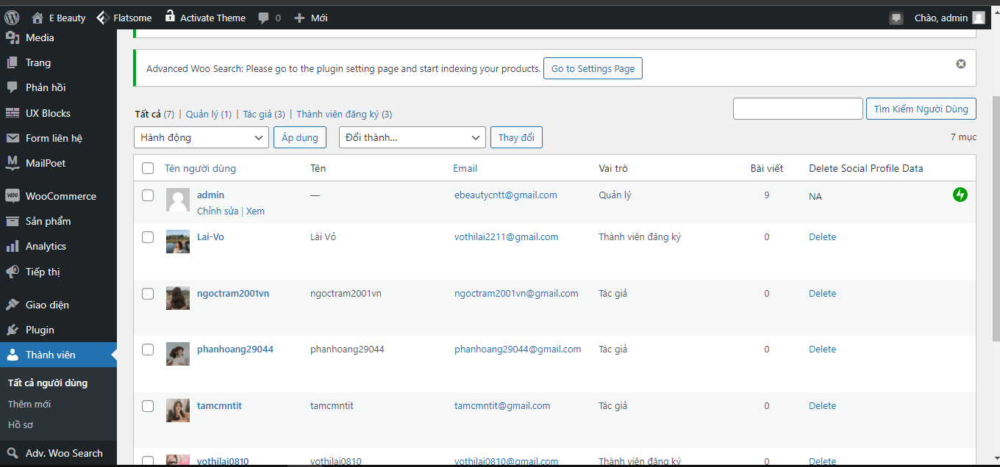 E Beauty Flatsome Activate Theme 0 Mới Chào, admin
Media
Trang
Phản hồi
UX Blocks
Form liên hệ
MailPoet
WooCommerce
Sản phẩm
Analytics
Tiếp thị
Giao diện
Plugin
Thành viên
Tất cả người dùng
Thêm mới
Hồ sơ
Adv. Woo Search
Advanced Woo Search: Please go to the plugin setting page and start indexing your products. Go to Settings Page
Tất cả (7) | Quản lý (1) | Tác giả (3) | Thành viên đăng ký (3)
Tìm Kiếm Người Dùng
Hành động Áp dụng Đổi thành... Thay đổi 7 mục
Tên người dùng Tên Email Vai trò Bài viết Delete Social Profile Data
admin — ebeautycntt@gmail.com Quản lý 9 NA
Chỉnh sửa | Xem
Lai-Vo Lài Vỏ vothilai2211@gmail.com Thành viên đăng ký 0 Delete
ngoctram2001vn ngoctram2001vn ngoctram2001vn@gmail.com Tác giả 0 Delete
phanhoang29044 phanhoang29044 phanhoang29044@gmail.com Tác giả 0 Delete
tamcmntit tamcmntit tamcmntit@gmail.com Tác giả 0 Delete
vothilai0810 vothilai0810 vothilai0810@gmail.com Thành viên đăng ký 0 Delete